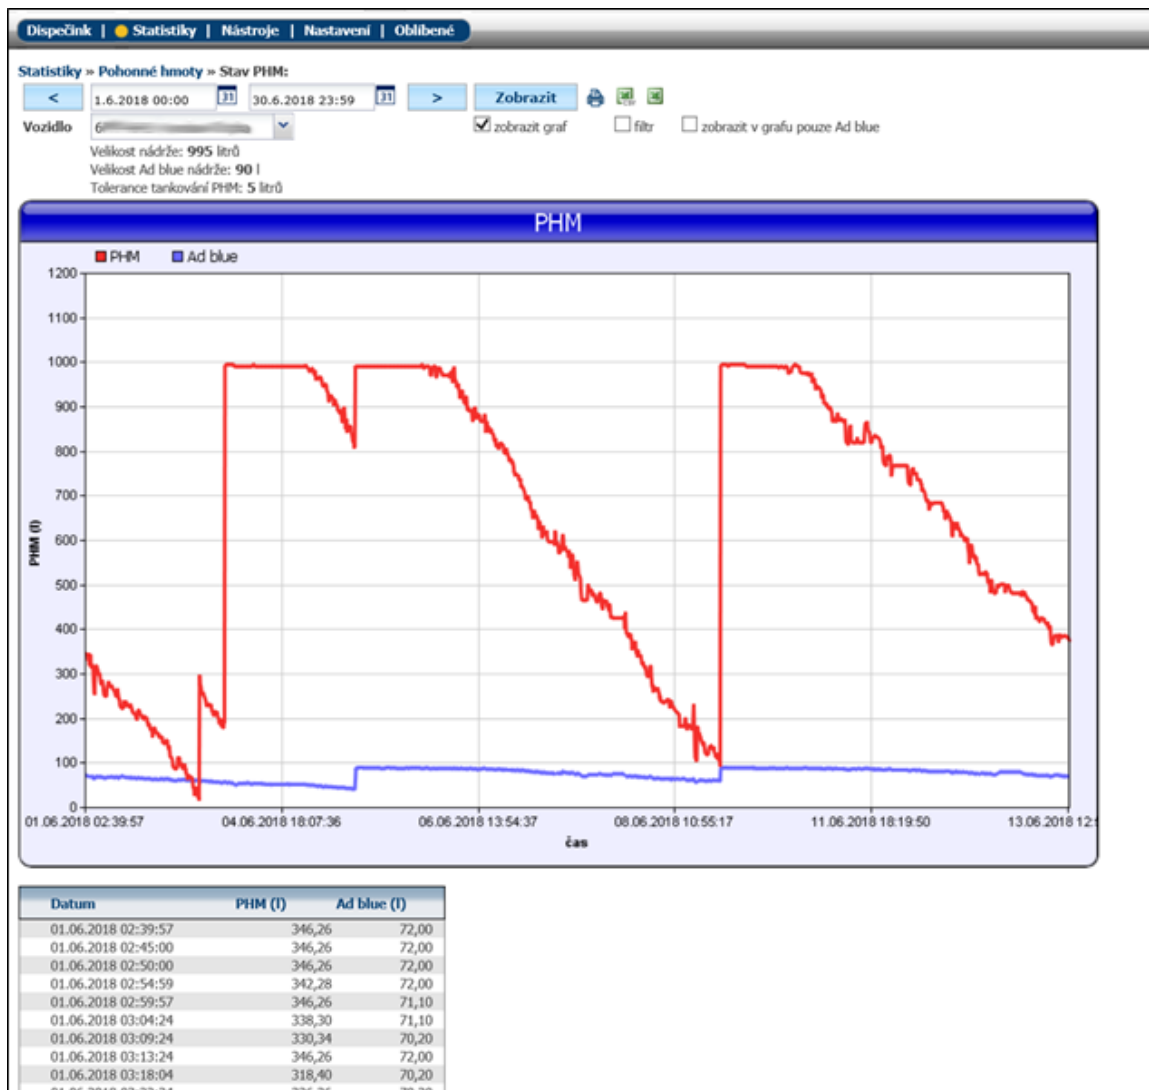 Dispečink | Statistiky | Nástroje | Nastavení | Oblíbené
Statistiky » Pohonné hmoty » Stav PHM:
< 1.6.2018 00:00 31 30.6.2018 23:59 31 > Zobrazit
Vozidlo 6 zobrazit graf filtr zobrazit v grafu pouze Ad blue
Velikost nádrže: 995 litrů
Velikost Ad blue nádrže: 90 l
Tolerance tankování PHM: 5 litrů
PHM
PHM Ad blue
1200
1100
1000
900
800
700
600
500
400
300
200
100
0
PHM (l)
01.06.2018 02:39:57 04.06.2018 18:07:36 06.06.2018 13:54:37 08.06.2018 10:55:17 11.06.2018 18:19:50 13.06.2018 12:
čas
Datum PHM (l) Ad blue (l)
01.06.2018 02:39:57 346,26 72,00
01.06.2018 02:45:00 346,26 72,00
01.06.2018 02:50:00 346,26 72,00
01.06.2018 02:54:59 342,28 72,00
01.06.2018 02:59:57 346,26 71,10
01.06.2018 03:04:24 338,30 71,10
01.06.2018 03:09:24 330,34 70,20
01.06.2018 03:13:24 346,26 72,00
01.06.2018 03:18:04 318,40 70,20